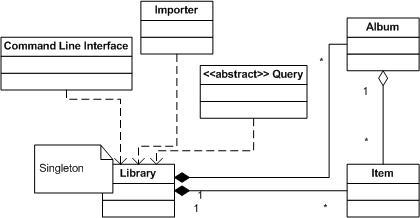 Importer
Album
Command Line Interface
<<abstract>> Query
*
1
*
Singleton
Library
Item
1
1
*